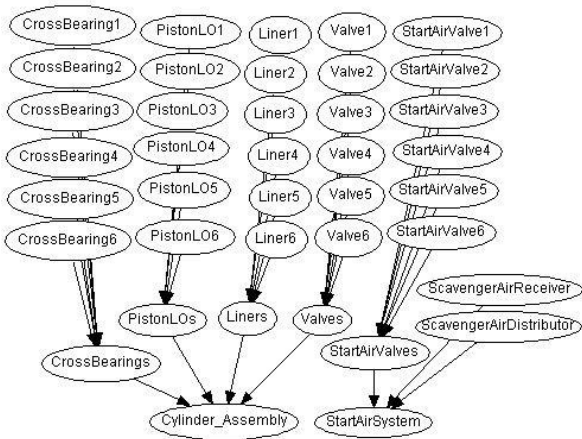 CrossBearing1
PistonLO1
Liner1
Valve1
StartAirValve1
CrossBearing2
PistonLO2
Liner2
Valve2
StartAirValve2
CrossBearing3
PistonLO3
Liner3
Valve3
StartAirValve3
CrossBearing4
PistonLO4
Liner4
Valve4
StartAirValve4
CrossBearing5
PistonLO5
Liner5
Valve5
StartAirValve5
CrossBearing6
PistonLO6
Liner6
Valve6
StartAirValve6
ScavengerAirReceiver
PistonLOs
Liners
Valves
ScavengerAirDistributor
CrossBearings
StartAirValves
Cylinder_Assembly
StartAirSystem